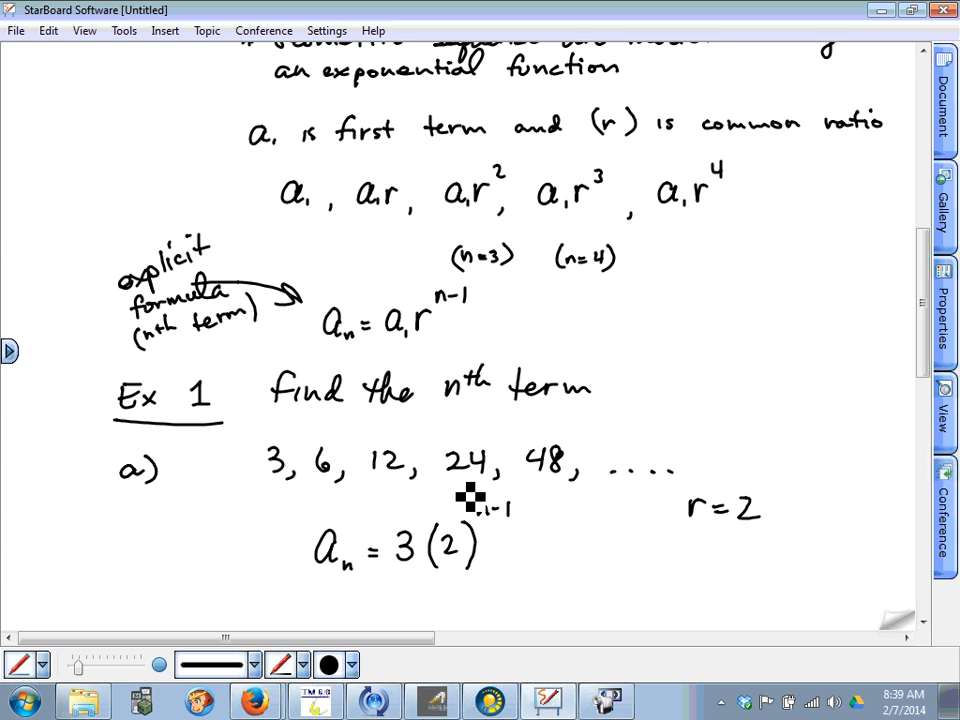 StarBoard Software [Untitled]
File Edit View Tools Insert Topic Conference Settings Help
an exponential function
a₁ is first term and (r) is common ratio
a₁, a₁r, a₁r², a₁r³, a₁r⁴
(n=3) (n=4)
explicit
formula
(nth term)
aₙ = a₁rⁿ⁻¹
Ex 1 find the nth term
a) 3, 6, 12, 24, 48, ....
r = 2
aₙ = 3(2)ⁿ⁻¹
Document
Gallery
Properties
View
Conference
8:39 AM
2/7/2014